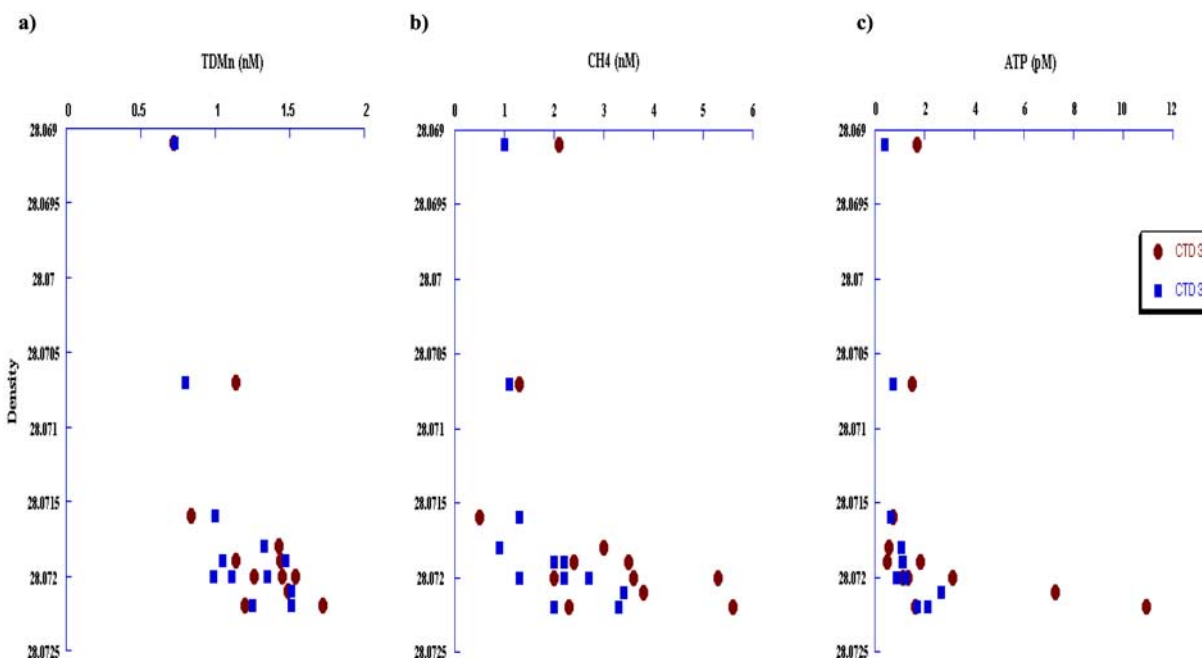 a) b) c)
TDMn (nM) CH4 (nM) ATP (pM)
0 0.5 1 1.5 2 0 1 2 3 4 5 6 0 2 4 6 8 10 12
28.069 28.069 28.069
28.0695 28.0695 28.0695
28.07 28.07 28.07
28.0705 28.0705 28.0705
28.071 28.071 28.071
28.0715 28.0715 28.0715
28.072 28.072 28.072
28.0725 28.0725 28.0725
Density
CTD 3
CTD 3